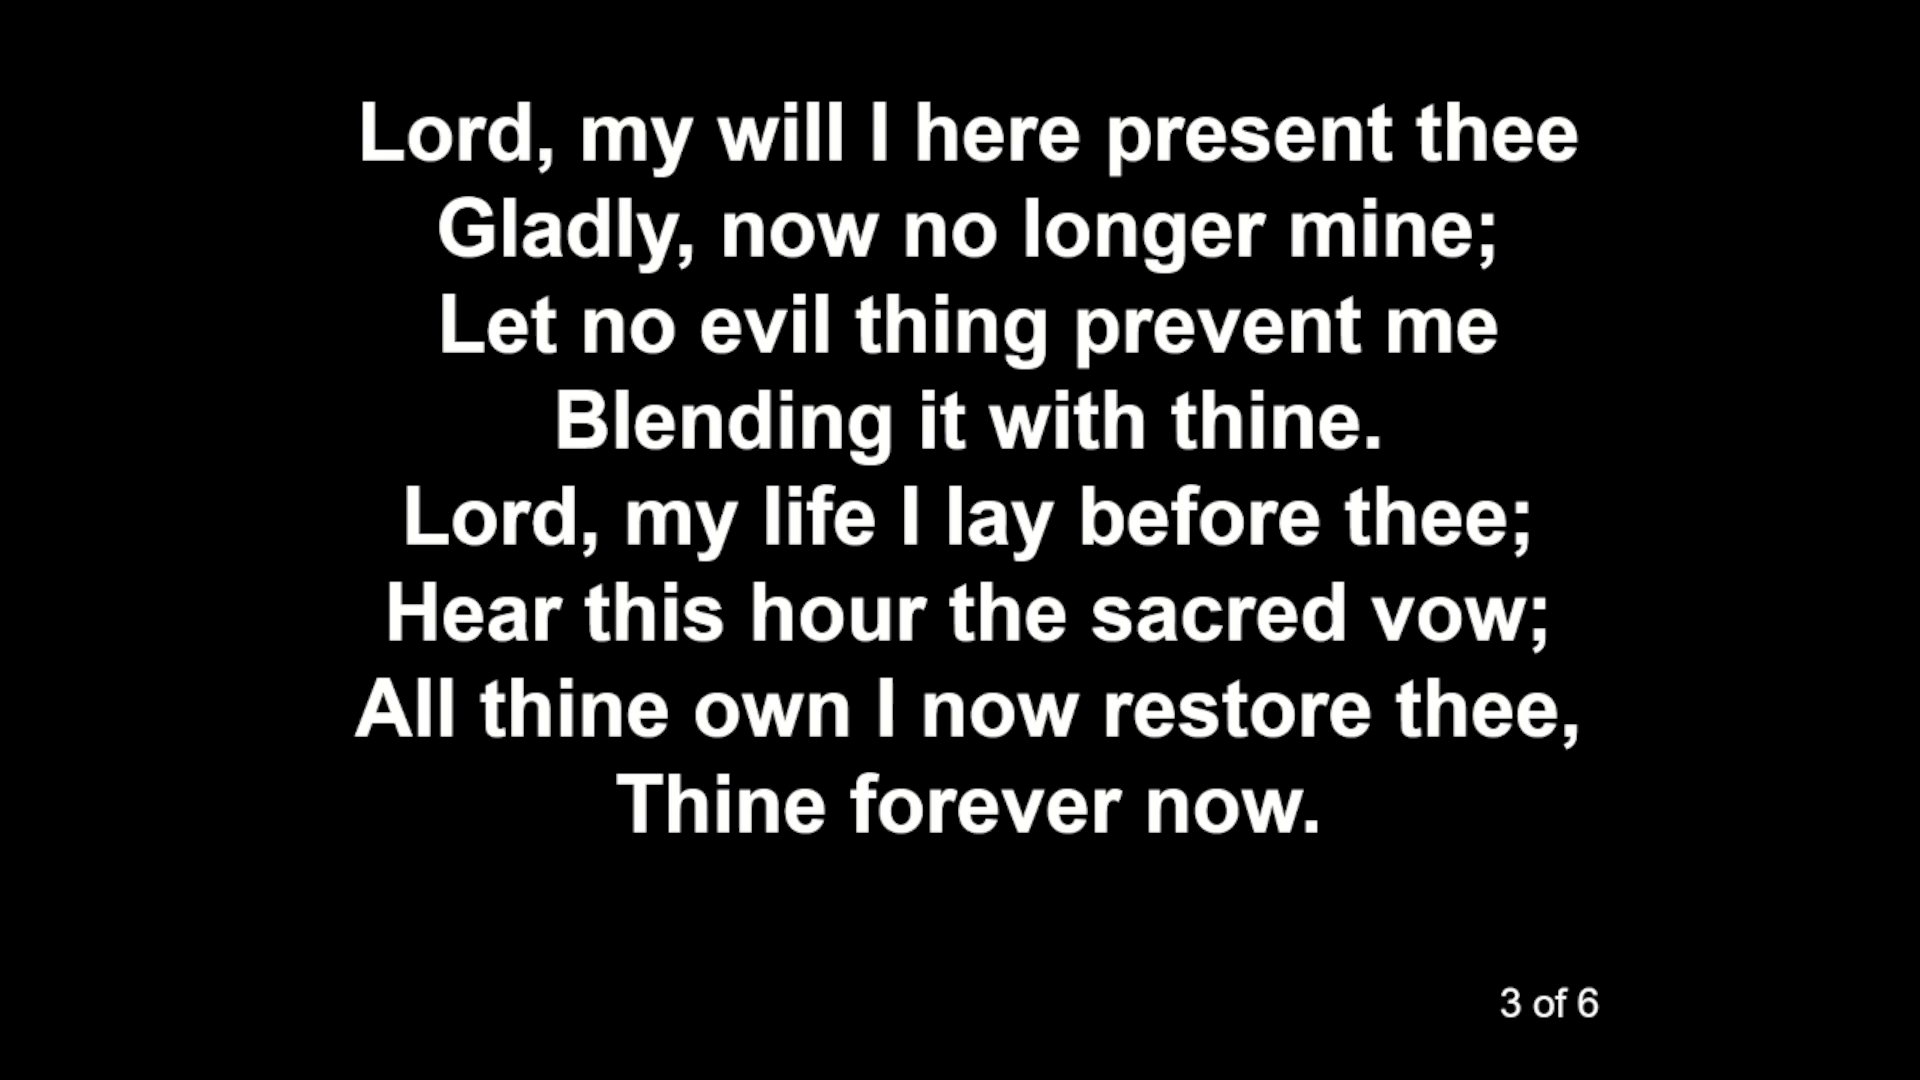 Lord, my will I here present thee
Gladly, now no longer mine;
Let no evil thing prevent me
Blending it with thine.
Lord, my life I lay before thee;
Hear this hour the sacred vow;
All thine own I now restore thee,
Thine forever now.
3 of 6